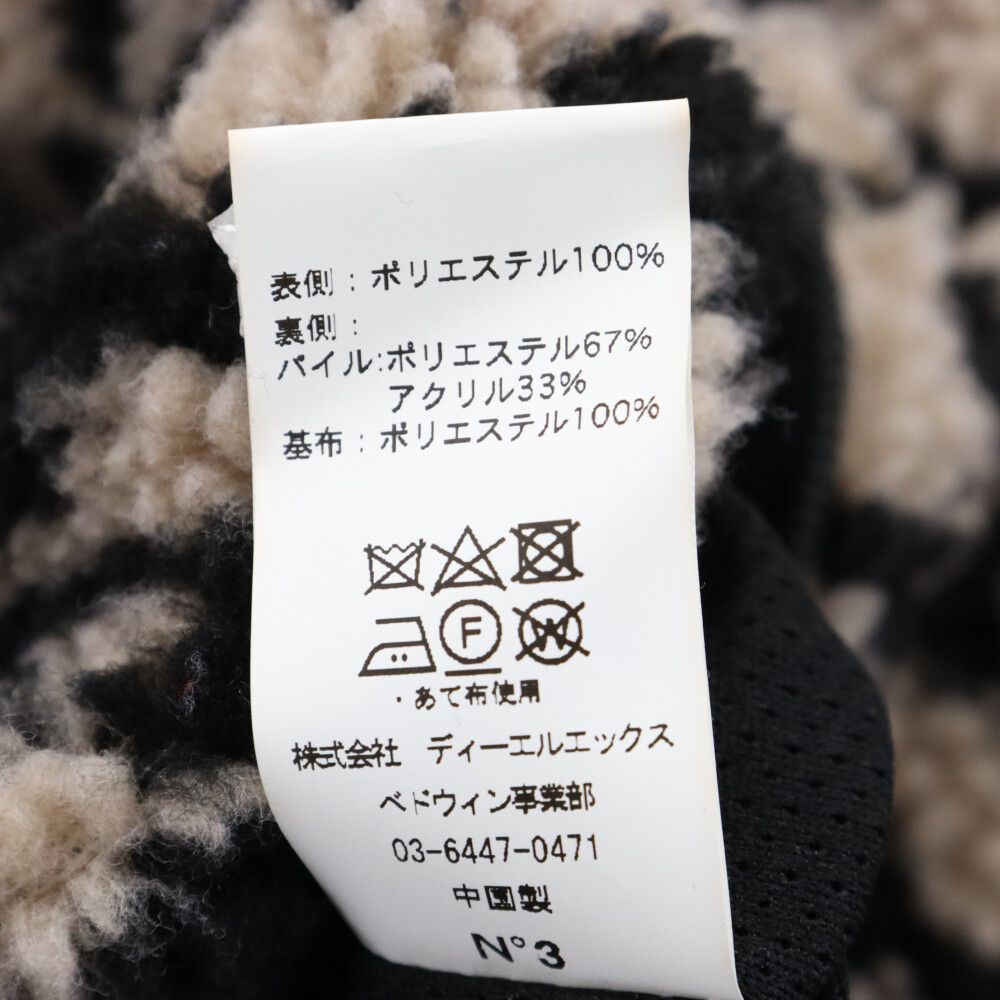 表側：ポリエステル100%
裏側：
パイル:ポリエステル67%
アクリル33%
基布：ポリエステル100%
F W
・あて布使用
株式会社 ディーエルエックス
ベドウィン事業部
03-6447-0471
中国製
N°3